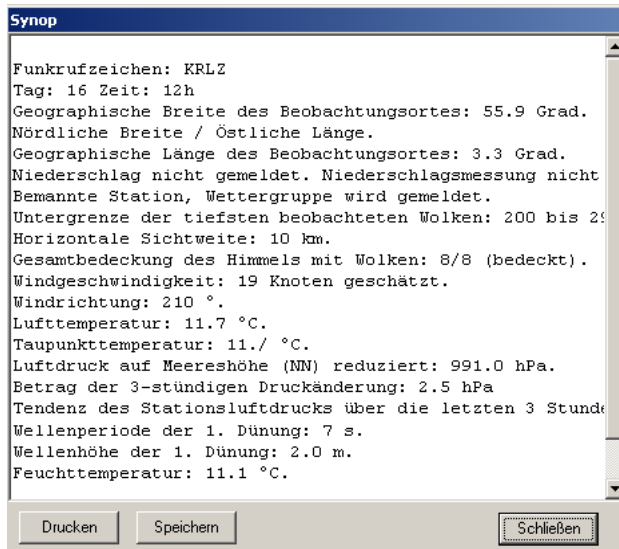 Synop
Funkrufzeichen: KRLZ
Tag: 16 Zeit: 12h
Geographische Breite des Beobachtungsortes: 55.9 Grad.
Nördliche Breite / Östliche Länge.
Geographische Länge des Beobachtungsortes: 3.3 Grad.
Niederschlag nicht gemeldet. Niederschlagsmessung nicht
Bemannte Station, Wettergruppe wird gemeldet.
Untergrenze der tiefsten beobachteten Wolken: 200 bis
Horizontale Sichtweite: 10 km.
Gesamtbedeckung des Himmels mit Wolken: 8/8 (bedeckt).
Windgeschwindigkeit: 19 Knoten geschätzt.
Windrichtung: 210 °.
Lufttemperatur: 11.7 °C.
Taupunkttemperatur: 11./ °C.
Luftdruck auf Meereshöhe (NN) reduziert: 991.0 hPa.
Betrag der 3-stündigen Druckänderung: 2.5 hPa
Tendenz des Stationsluftdrucks über die letzten 3
Wellenperiode der 1. Dünung: 7 s.
Wellenhöhe der 1. Dünung: 2.0 m.
Feuchttemperatur: 11.1 °C.
Drucken Speichern Schließen